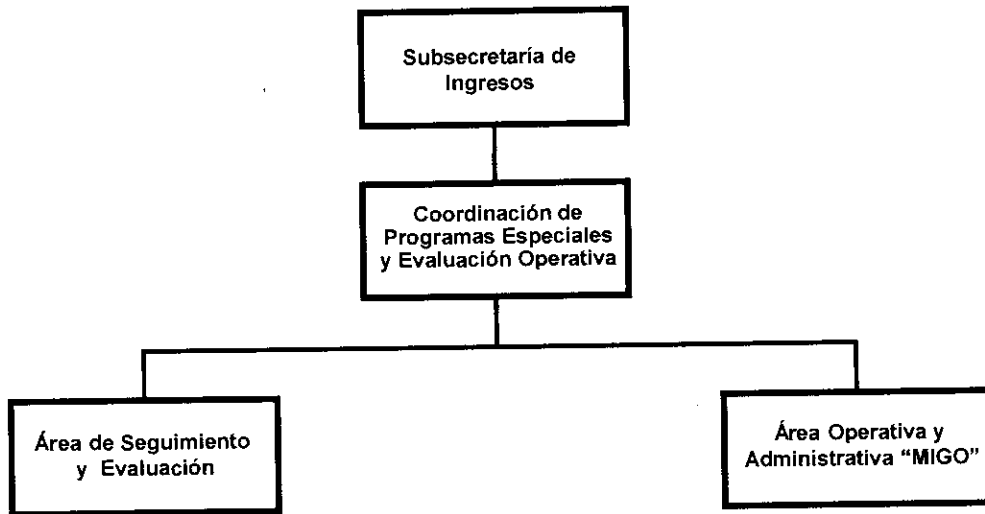 Subsecretaría de
Ingresos
Coordinación de
Programas Especiales
y Evaluación Operativa
Área de Seguimiento
y Evaluación
Área Operativa y
Administrativa “MIGO”